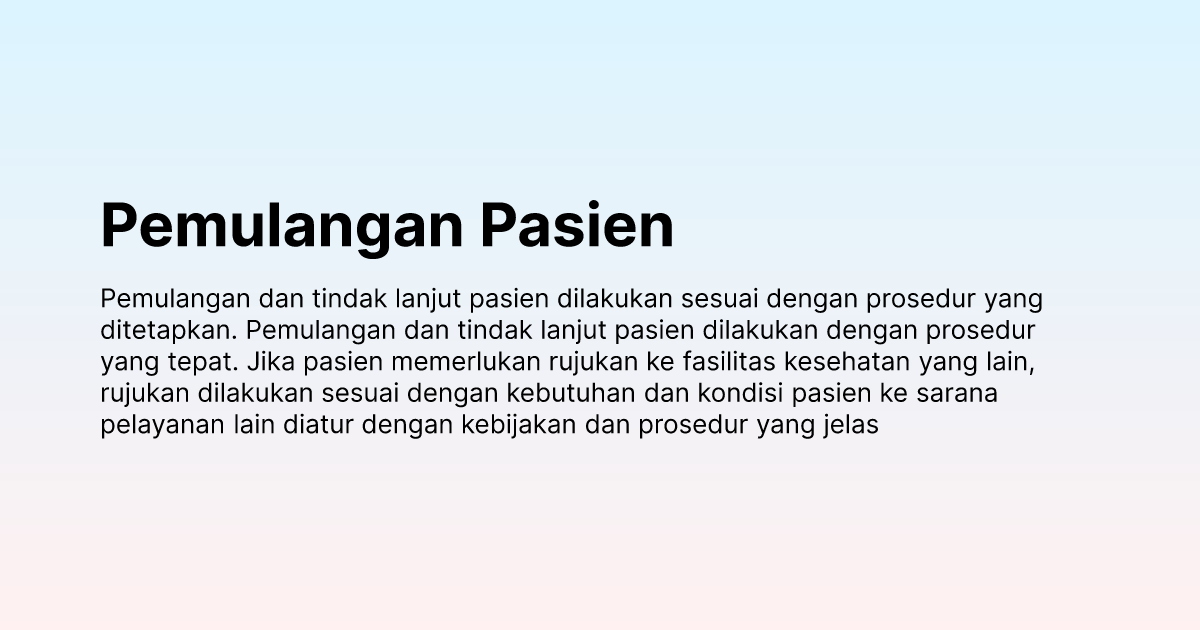 Pemulangan Pasien
Pemulangan dan tindak lanjut pasien dilakukan sesuai dengan prosedur yang
ditetapkan. Pemulangan dan tindak lanjut pasien dilakukan dengan prosedur
yang tepat. Jika pasien memerlukan rujukan ke fasilitas kesehatan yang lain,
rujukan dilakukan sesuai dengan kebutuhan dan kondisi pasien ke sarana
pelayanan lain diatur dengan kebijakan dan prosedur yang jelas